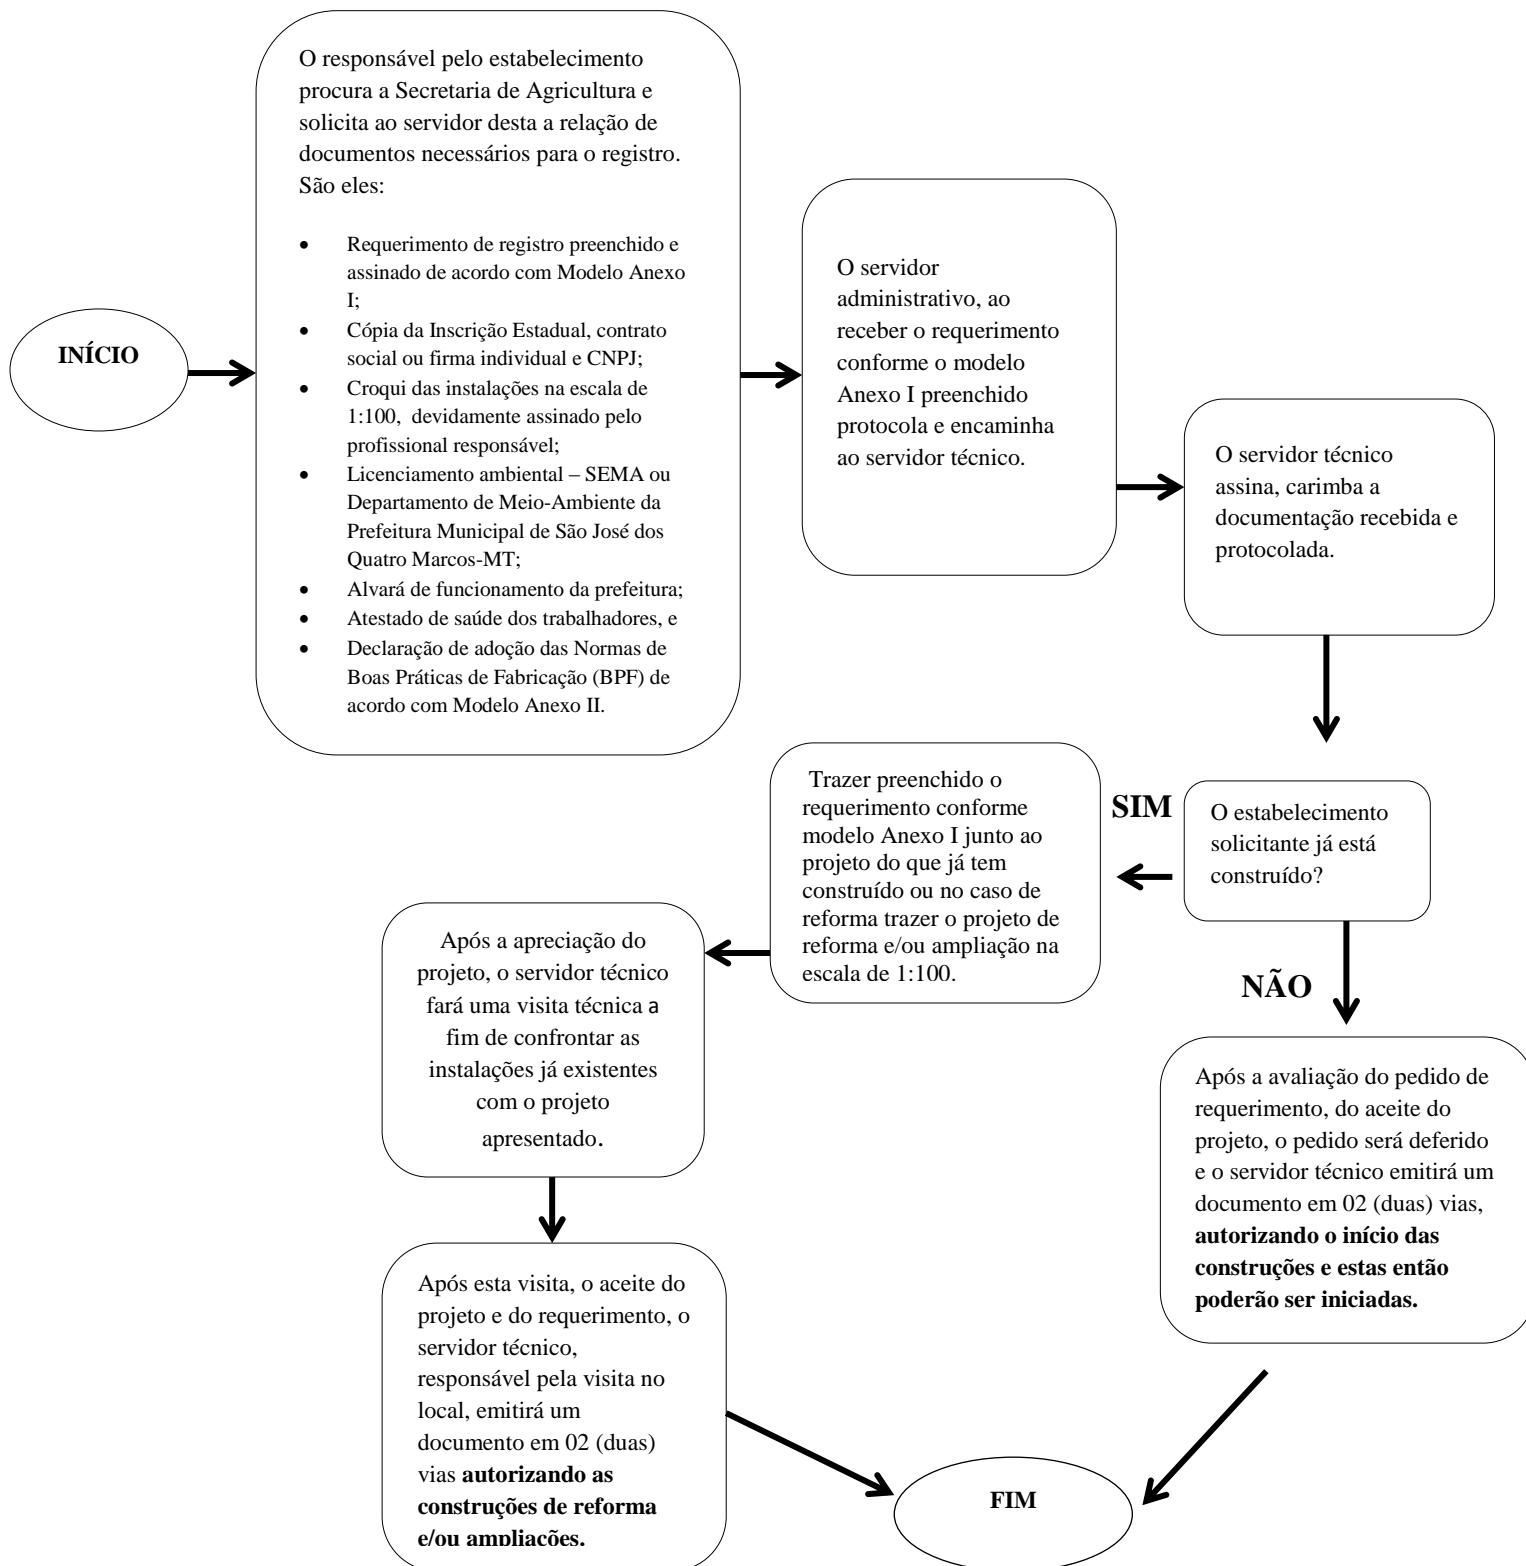 INÍCIO
O responsável pelo estabelecimento
procura a Secretaria de Agricultura e
solicita ao servidor desta a relação de
documentos necessários para o registro.
São eles:
• Requerimento de registro preenchido e
assinado de acordo com Modelo Anexo
I;
• Cópia da Inscrição Estadual, contrato
social ou firma individual e CNPJ;
• Croqui das instalações na escala de
1:100, devidamente assinado pelo
profissional responsável;
• Licenciamento ambiental – SEMA ou
Departamento de Meio-Ambiente da
Prefeitura Municipal de São José dos
Quatro Marcos-MT;
• Alvará de funcionamento da prefeitura;
• Atestado de saúde dos trabalhadores, e
• Declaração de adoção das Normas de
Boas Práticas de Fabricação (BPF) de
acordo com Modelo Anexo II.
O servidor
administrativo, ao
receber o requerimento
conforme o modelo
Anexo I preenchido
protocola e encaminha
ao servidor técnico.
O servidor técnico
assina, carimba a
documentação recebida e
protocolada.
O estabelecimento
solicitante já está
construído?
SIM
Trazer preenchido o
requerimento conforme
modelo Anexo I junto ao
projeto do que já tem
construído ou no caso de
reforma trazer o projeto de
reforma e/ou ampliação na
escala de 1:100.
Após a apreciação do
projeto, o servidor técnico
fará uma visita técnica a
fim de confrontar as
instalações já existentes
com o projeto
apresentado.
Após esta visita, o aceite do
projeto e do requerimento, o
servidor técnico,
responsável pela visita no
local, emitirá um
documento em 02 (duas)
vias autorizando as
construções de reforma
e/ou ampliações.
NÃO
Após a avaliação do pedido de
requerimento, do aceite do
projeto, o pedido será deferido
e o servidor técnico emitirá um
documento em 02 (duas) vias,
autorizando o início das
construções e estas então
poderão ser iniciadas.
FIM